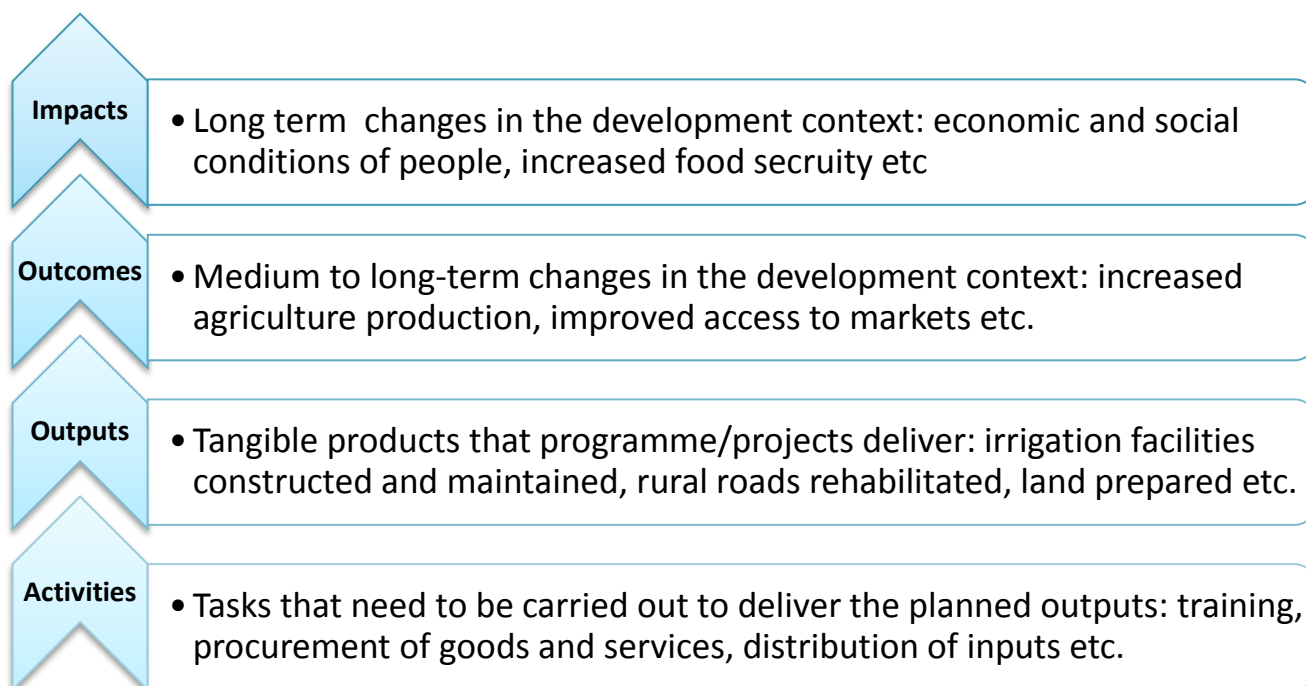 Impacts
• Long term  changes in the development context: economic and social
conditions of people, increased food secruity etc
Outcomes
• Medium to long-term changes in the development context: increased
agriculture production, improved access to markets etc.
Outputs
• Tangible products that programme/projects deliver: irrigation facilities
constructed and maintained, rural roads rehabilitated, land prepared etc.
Activities
• Tasks that need to be carried out to deliver the planned outputs: training,
procurement of goods and services, distribution of inputs etc.